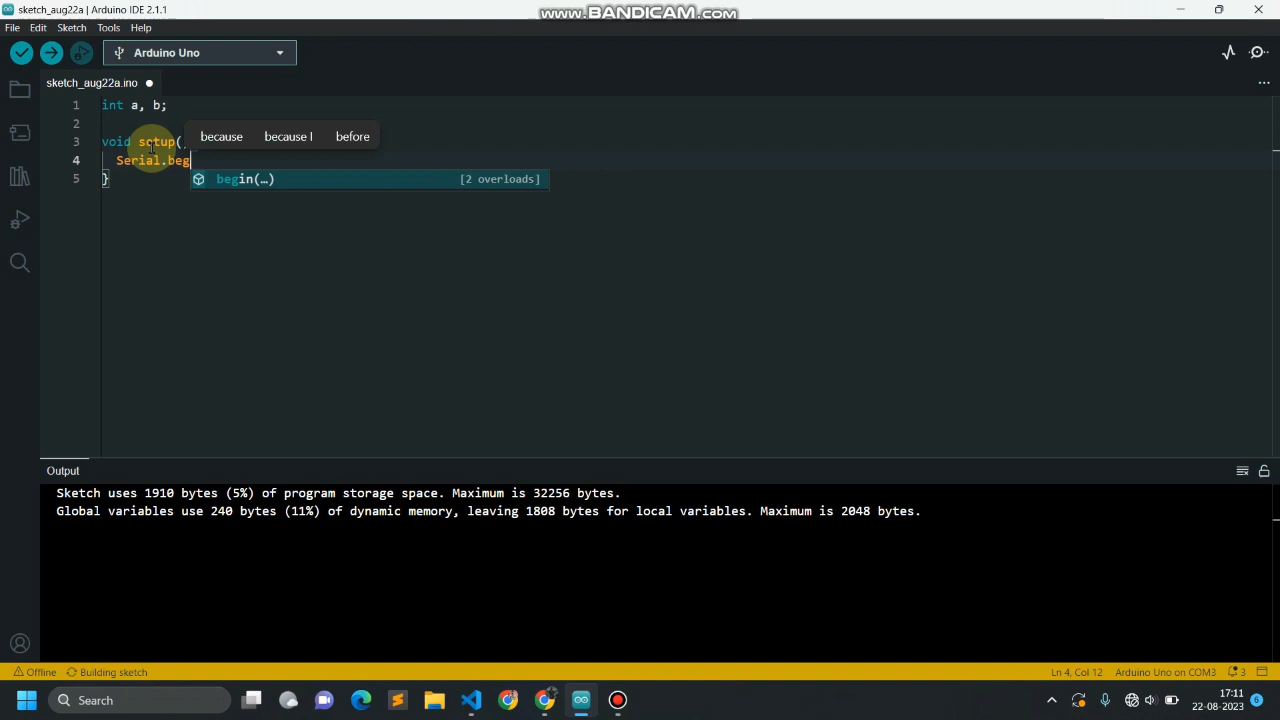 sketch_aug22a | Arduino IDE 2.1.1
www.BANDICAM.com
File Edit Sketch Tools Help
Arduino Uno
sketch_aug22a.ino
1 int a, b;
2
3 void setup(
because because I before
4 Serial.beg
5 }
begin(…) [2 overloads]
Output
Sketch uses 1910 bytes (5%) of program storage space. Maximum is 32256 bytes.
Global variables use 240 bytes (11%) of dynamic memory, leaving 1808 bytes for local variables. Maximum is 2048 bytes.
Offline Building sketch Ln 4, Col 12 Arduino Uno on COM3 3
Search
17:11
22-08-2023
6